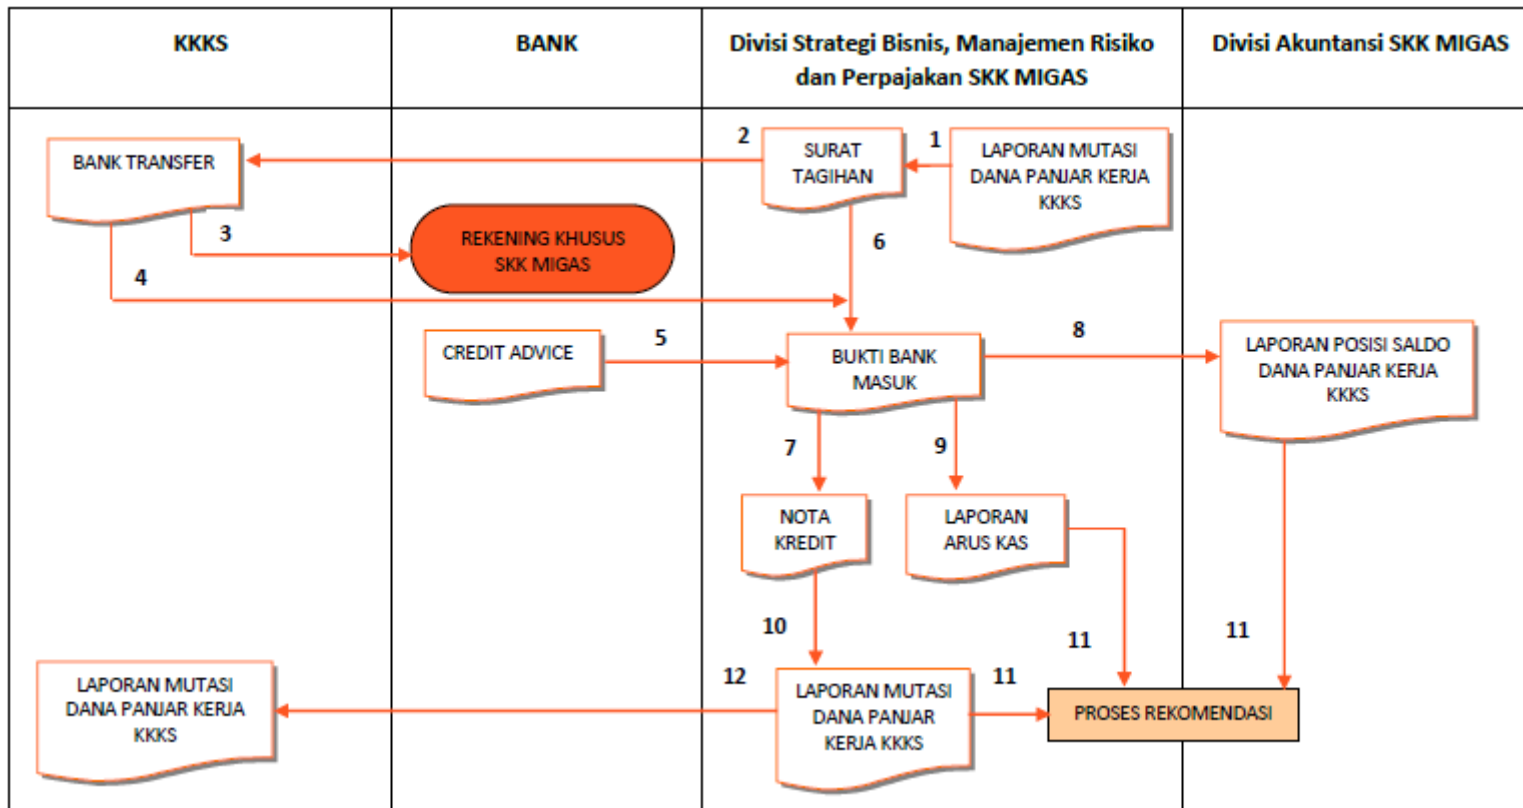 KKKS
BANK
Divisi Strategi Bisnis, Manajemen Risiko
dan Perpajakan SKK MIGAS
Divisi Akuntansi SKK MIGAS
BANK TRANSFER
2
SURAT
TAGIHAN
1
LAPORAN MUTASI
DANA PANJAR KERJA
KKKS
3
REKENING KHUSUS
SKK MIGAS
6
4
CREDIT ADVICE
5
BUKTI BANK
MASUK
8
LAPORAN POSISI SALDO
DANA PANJAR KERJA
KKKS
7
9
NOTA
KREDIT
LAPORAN
ARUS KAS
10
11
11
LAPORAN MUTASI
DANA PANJAR KERJA
KKKS
12
LAPORAN MUTASI
DANA PANJAR
KERJA KKKS
11
PROSES REKOMENDASI